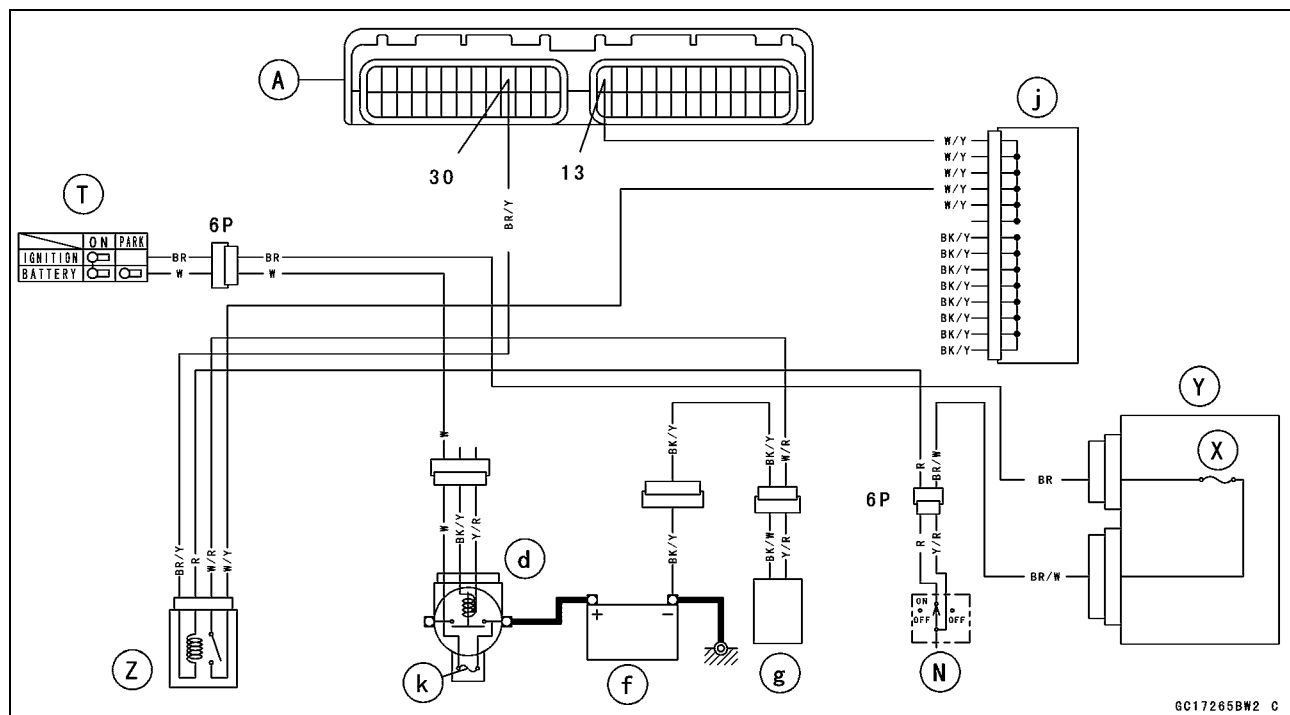 A
j
30
13
W/Y
W/Y
W/Y
W/Y
W/Y
BK/Y
BK/Y
BK/Y
BK/Y
BK/Y
BK/Y
BK/Y
BK/Y
T
6P
ON PARK
IGNITION
BATTERY
BR
W
BR
W
BR/Y
Y
X
BR
BR/W
W
BK/Y
BK/Y
W/R
R
BR/W
6P
BR/Y
R
W/R
W/Y
W
BK/Y
Y/R
d
BK/Y
BK/W
Y/R
R
Y/R
+
−
ON
OFF
OFF
Z
k
f
g
N
GC17265BW2 C